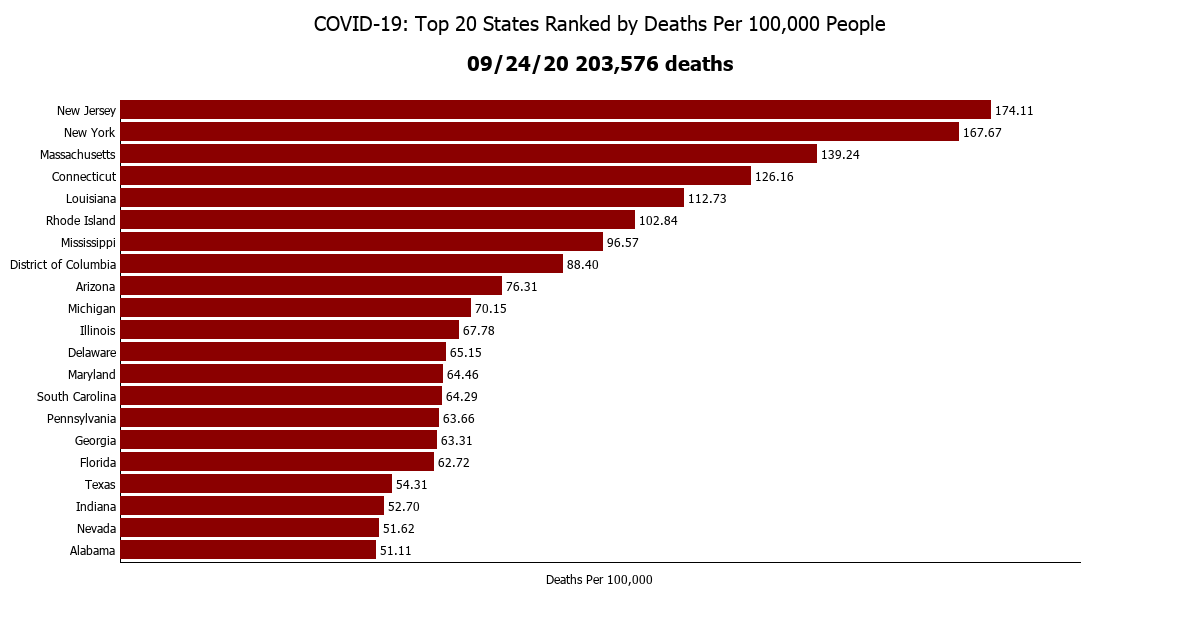 COVID-19: Top 20 States Ranked by Deaths Per 100,000 People
09/24/20 203,576 deaths
New Jersey 174.11
New York 167.67
Massachusetts 139.24
Connecticut 126.16
Louisiana 112.73
Rhode Island 102.84
Mississippi 96.57
District of Columbia 88.40
Arizona 76.31
Michigan 70.15
Illinois 67.78
Delaware 65.15
Maryland 64.46
South Carolina 64.29
Pennsylvania 63.66
Georgia 63.31
Florida 62.72
Texas 54.31
Indiana 52.70
Nevada 51.62
Alabama 51.11
Deaths Per 100,000